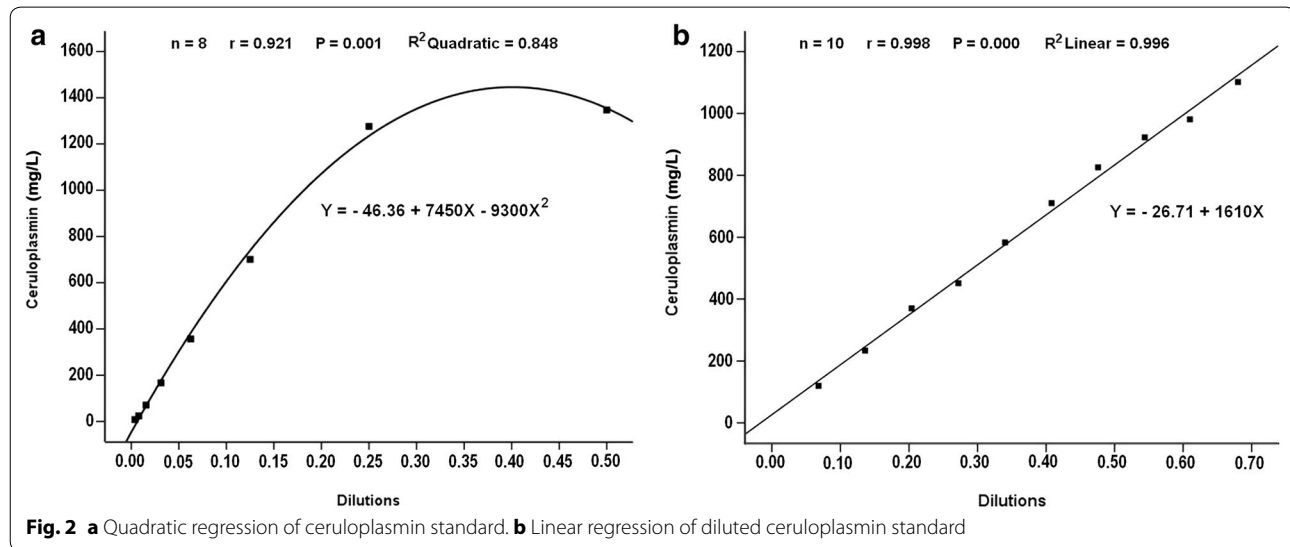 a
n = 8 r = 0.921 P = 0.001 R² Quadratic = 0.848
Ceruloplasmin (mg/L)
1600
1400
1200
1000
800
600
400
200
0
Y = - 46.36 + 7450X - 9300X²
0.00 0.05 0.10 0.15 0.20 0.25 0.30 0.35 0.40 0.45 0.50
Dilutions
b
n = 10 r = 0.998 P = 0.000 R² Linear = 0.996
Ceruloplasmin (mg/L)
1200
1000
800
600
400
200
0
Y = - 26.71 + 1610X
0.00 0.10 0.20 0.30 0.40 0.50 0.60 0.70
Dilutions
Fig. 2 a Quadratic regression of ceruloplasmin standard. b Linear regression of diluted ceruloplasmin standard